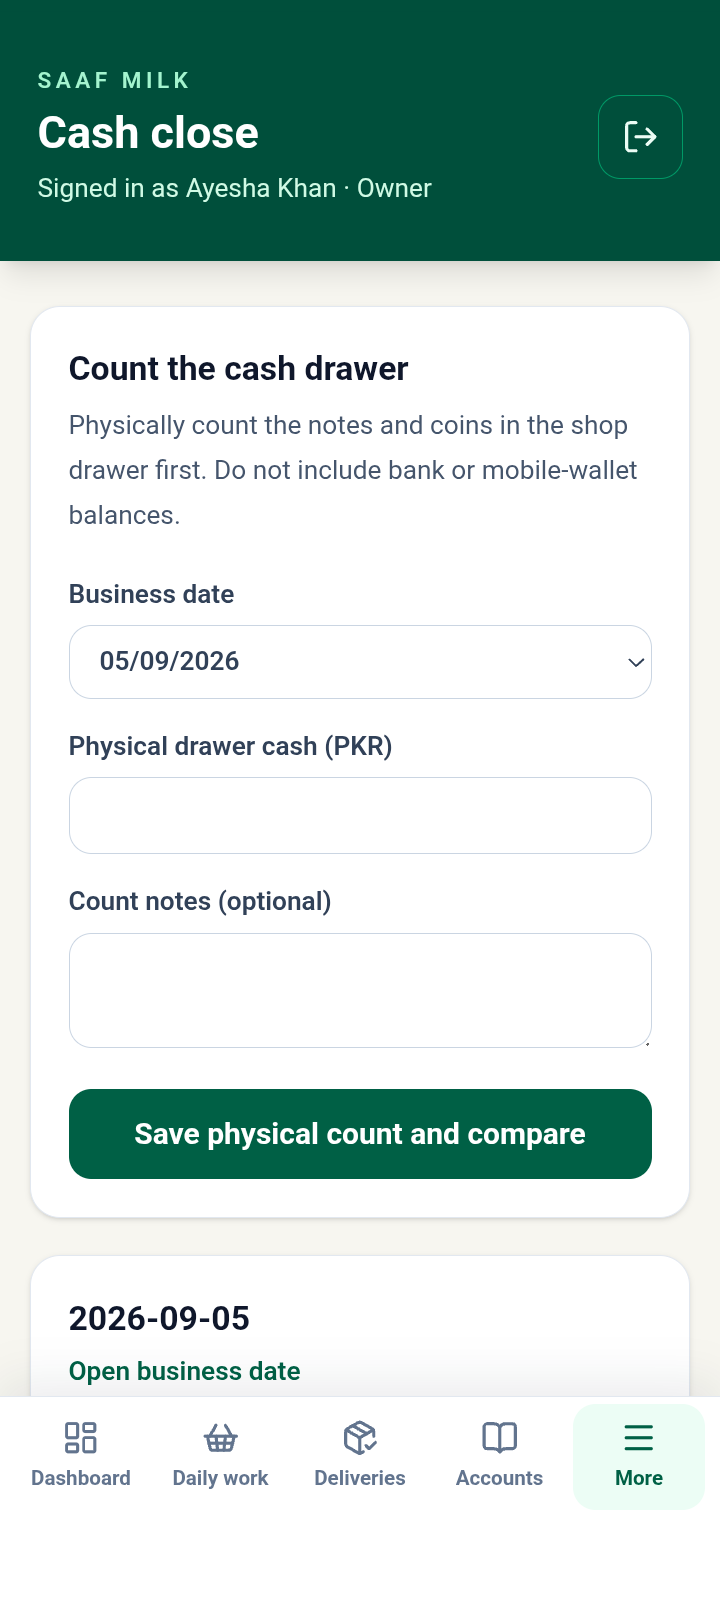 SAAF MILK
Cash close
Signed in as Ayesha Khan · Owner
Count the cash drawer
Physically count the notes and coins in the shop
drawer first. Do not include bank or mobile-wallet
balances.
Business date
05/09/2026
Physical drawer cash (PKR)
Count notes (optional)
Save physical count and compare
2026-09-05
Open business date
Dashboard
Daily work
Deliveries
Accounts
More